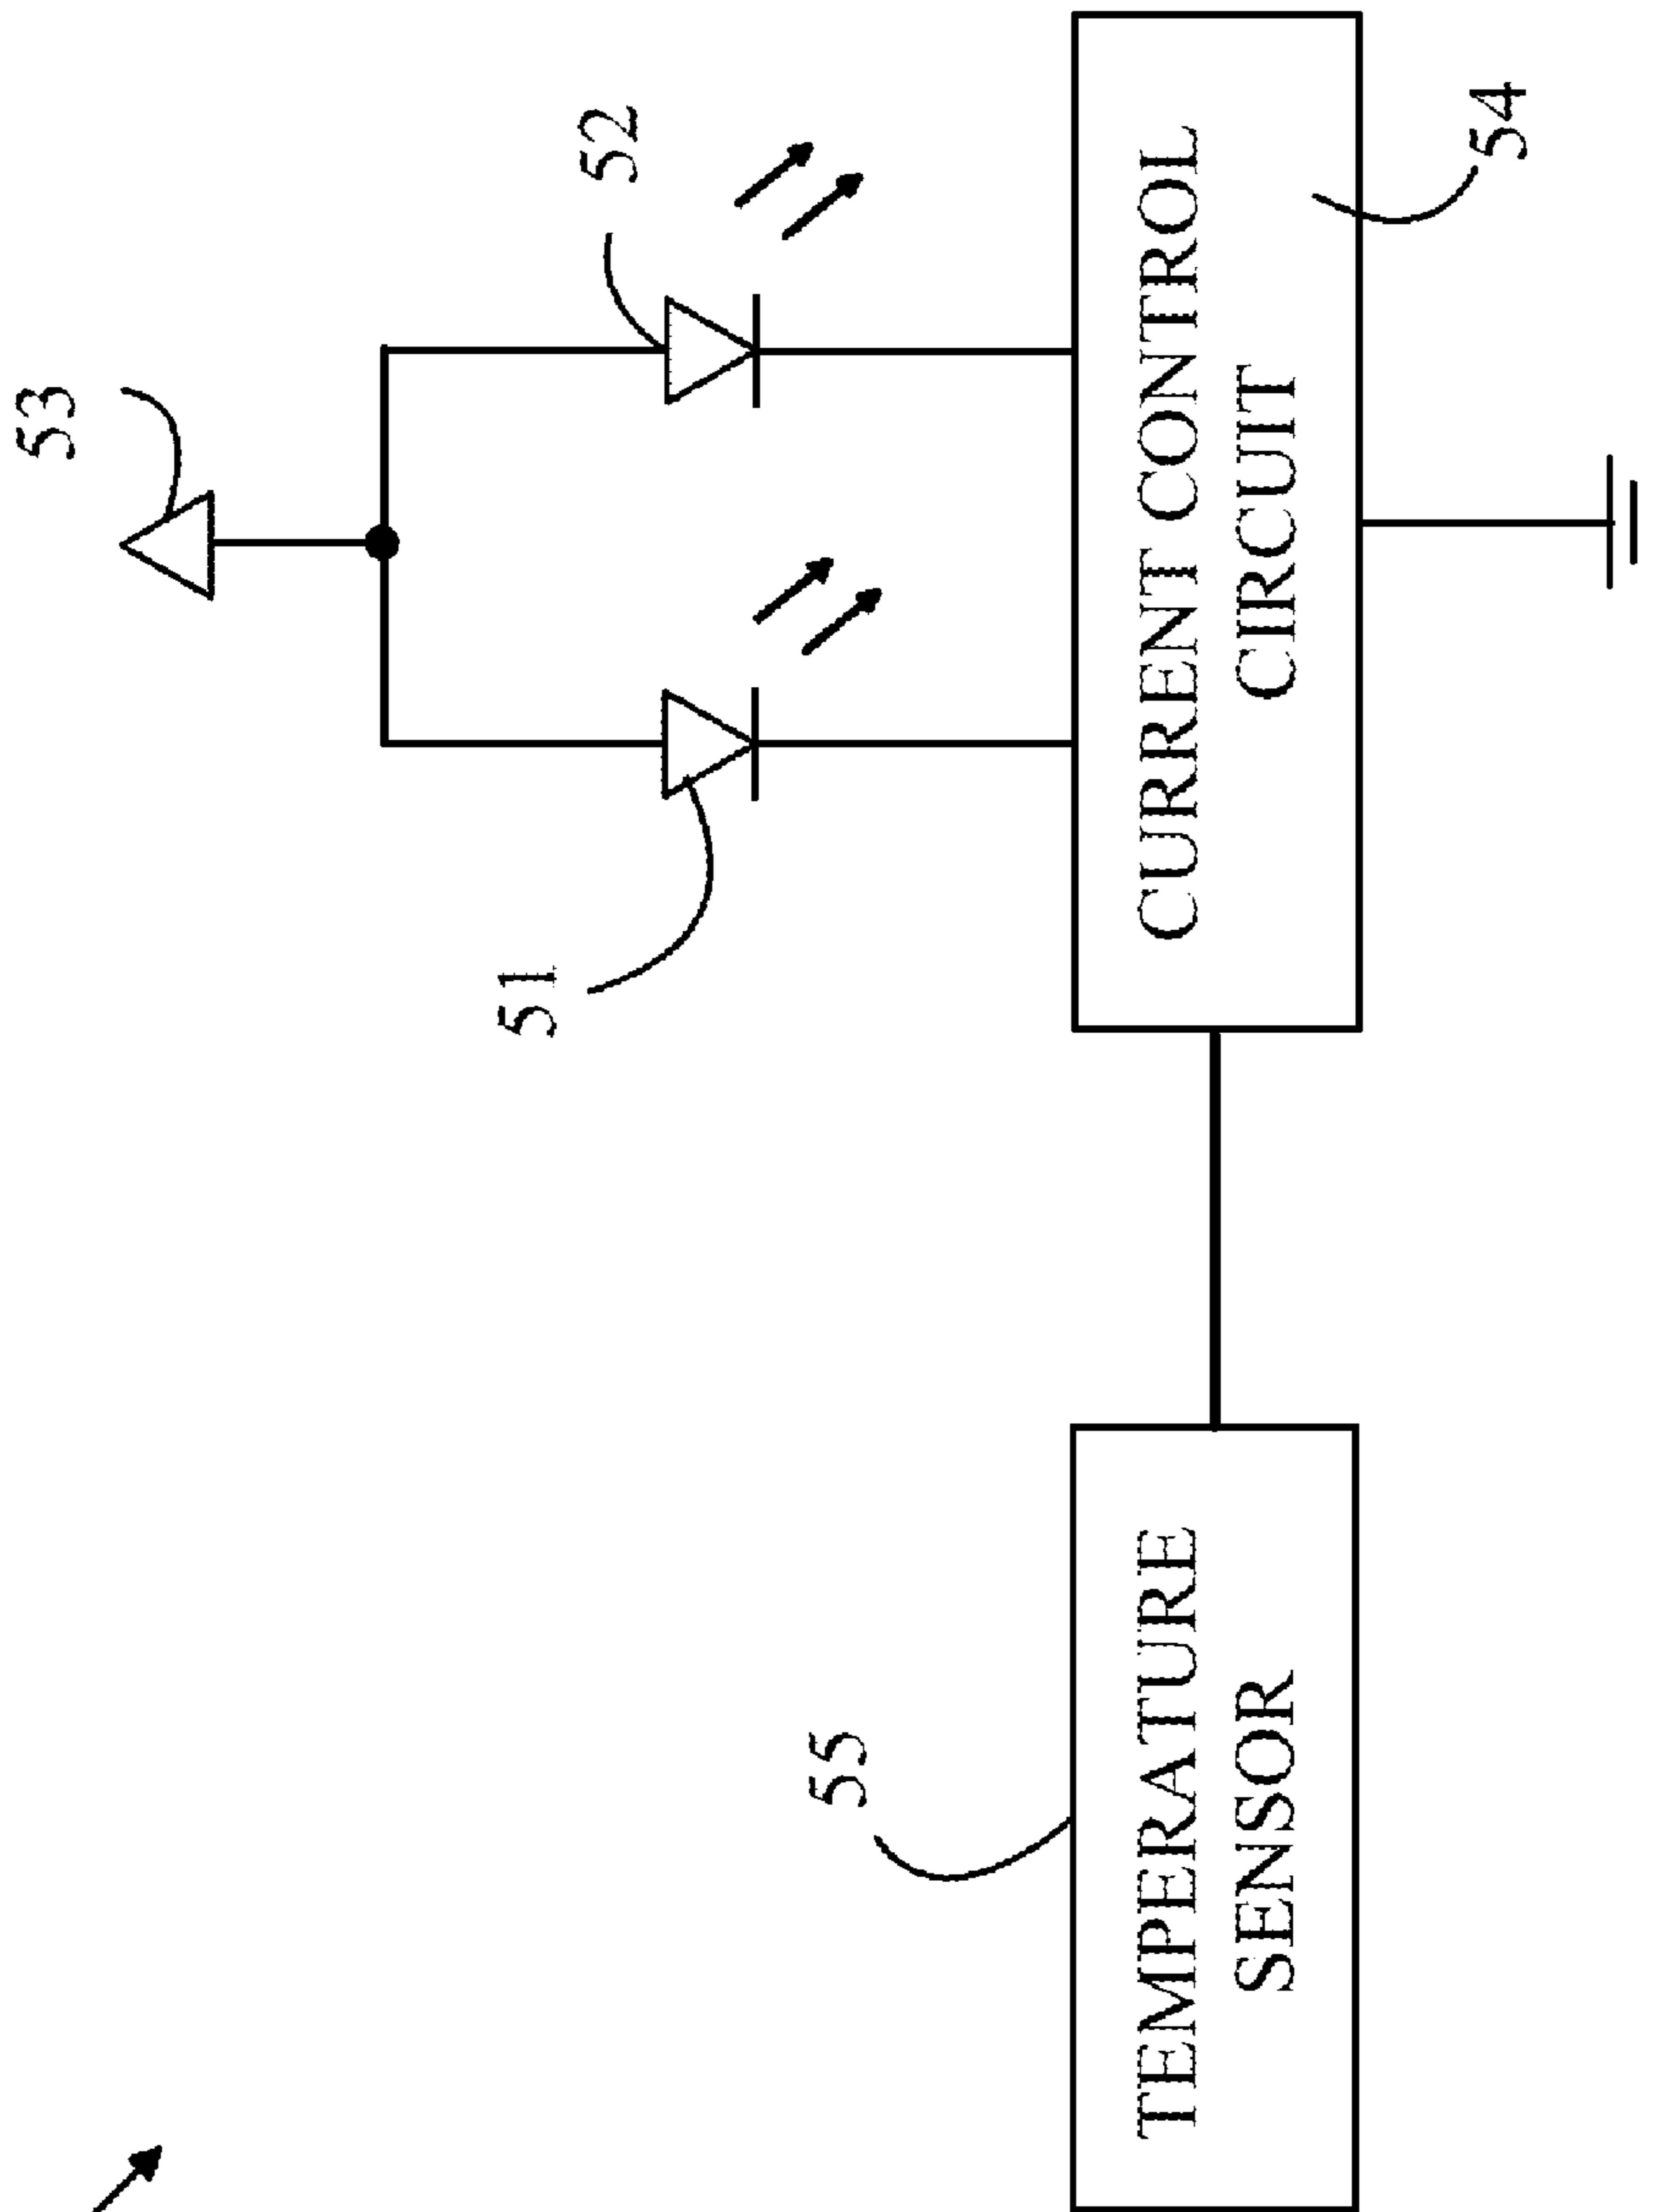 53
52
51
55
TEMPERATURE
SENSOR
CURRENT CONTROL
CIRCUIT
54